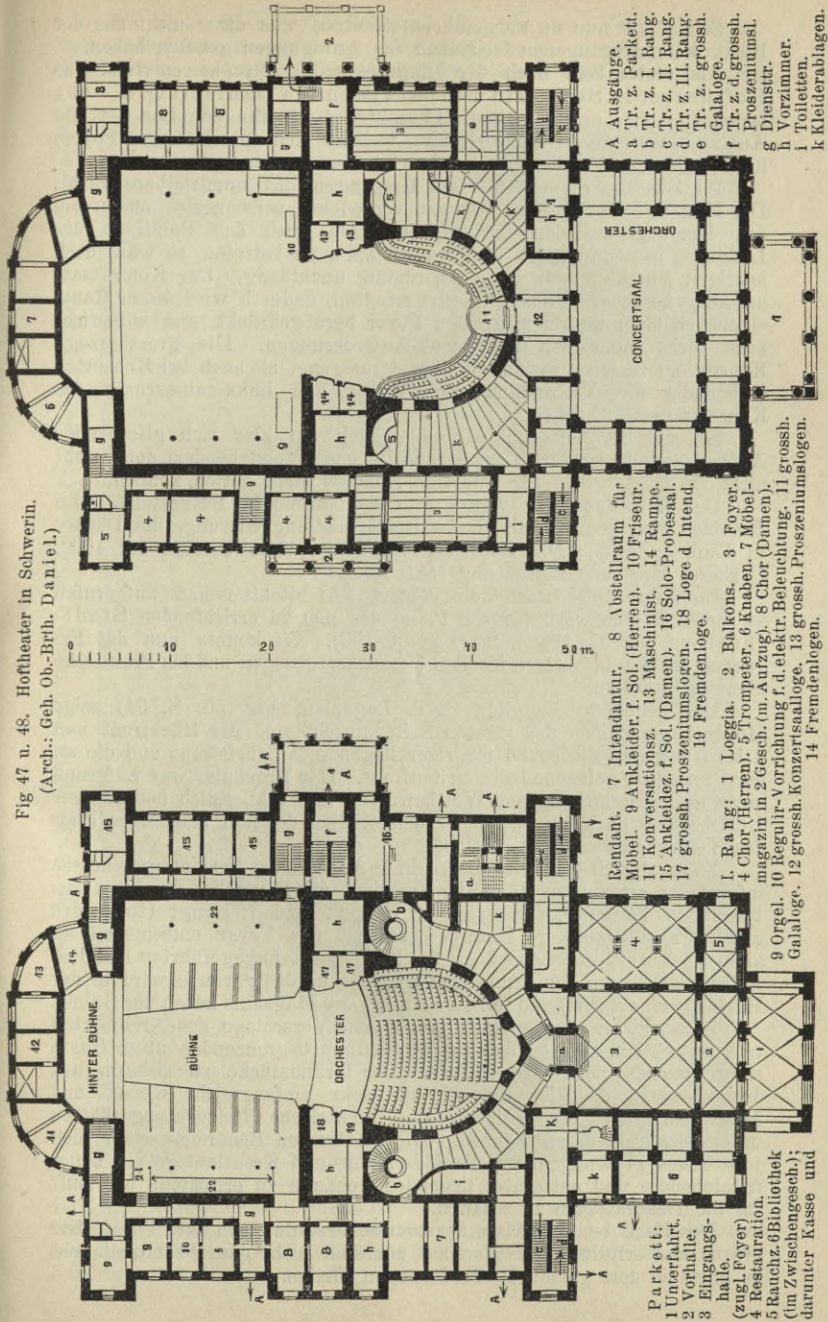 Fig 47 u. 48. Hoftheater in Schwerin.
(Arch.: Geh. Ob.-Brth. Daniel.)
HINTER BÜHNE
BÜHNE
ORCHESTER
0
10
20
30
40
50 m.
CONCERTSAAL
ORCHESTER
A Ausgänge.
a Tr. z. Parkett.
b Tr. z. I. Rang.
c Tr. z. II. Rang.
d Tr. z. III. Rang.
e Tr. z. grossh.
Galaloge.
f Tr. z. d. grossh.
Proszeniumsl.
g Diensttr.
h Vorzimmer.
i Toiletten.
k Kleiderablagen.
Parkett:
1 Unterfahrt.
2 Vorhalle.
3 Eingangs-
halle.
(zugl. Foyer)
4 Restauration.
5 Rauchz. 6 Bibliothek
(im Zwischengesch.);
darunter Kasse und
Rendant. 7 Intendantur. 8 Abstellraum für
Möbel. 9 Ankleider. f. Sol. (Herren). 10 Friseur.
11 Konversationsz. 13 Maschinist. 14 Rampe.
15 Ankleidez. f. Sol. (Damen). 16 Solo-Probesaal.
17 grossh. Proszeniumslogen. 18 Loge d Intend.
19 Fremdenloge.
I. Rang: 1 Loggia. 2 Balkons. 3 Foyer.
4 Chor (Herren). 5 Trompeter. 6 Knaben. 7 Möbel-
magazin in 2 Gesch. (m. Aufzug). 8 Chor (Damen).
9 Orgel. 10 Regulir-Vorrichtung f. d. elektr. Beleuchtung. 11 grossh.
Galaloge. 12 grossh. Konzertsaalloge. 13 grossh. Proszeniumslogen.
14 Fremdenlogen.